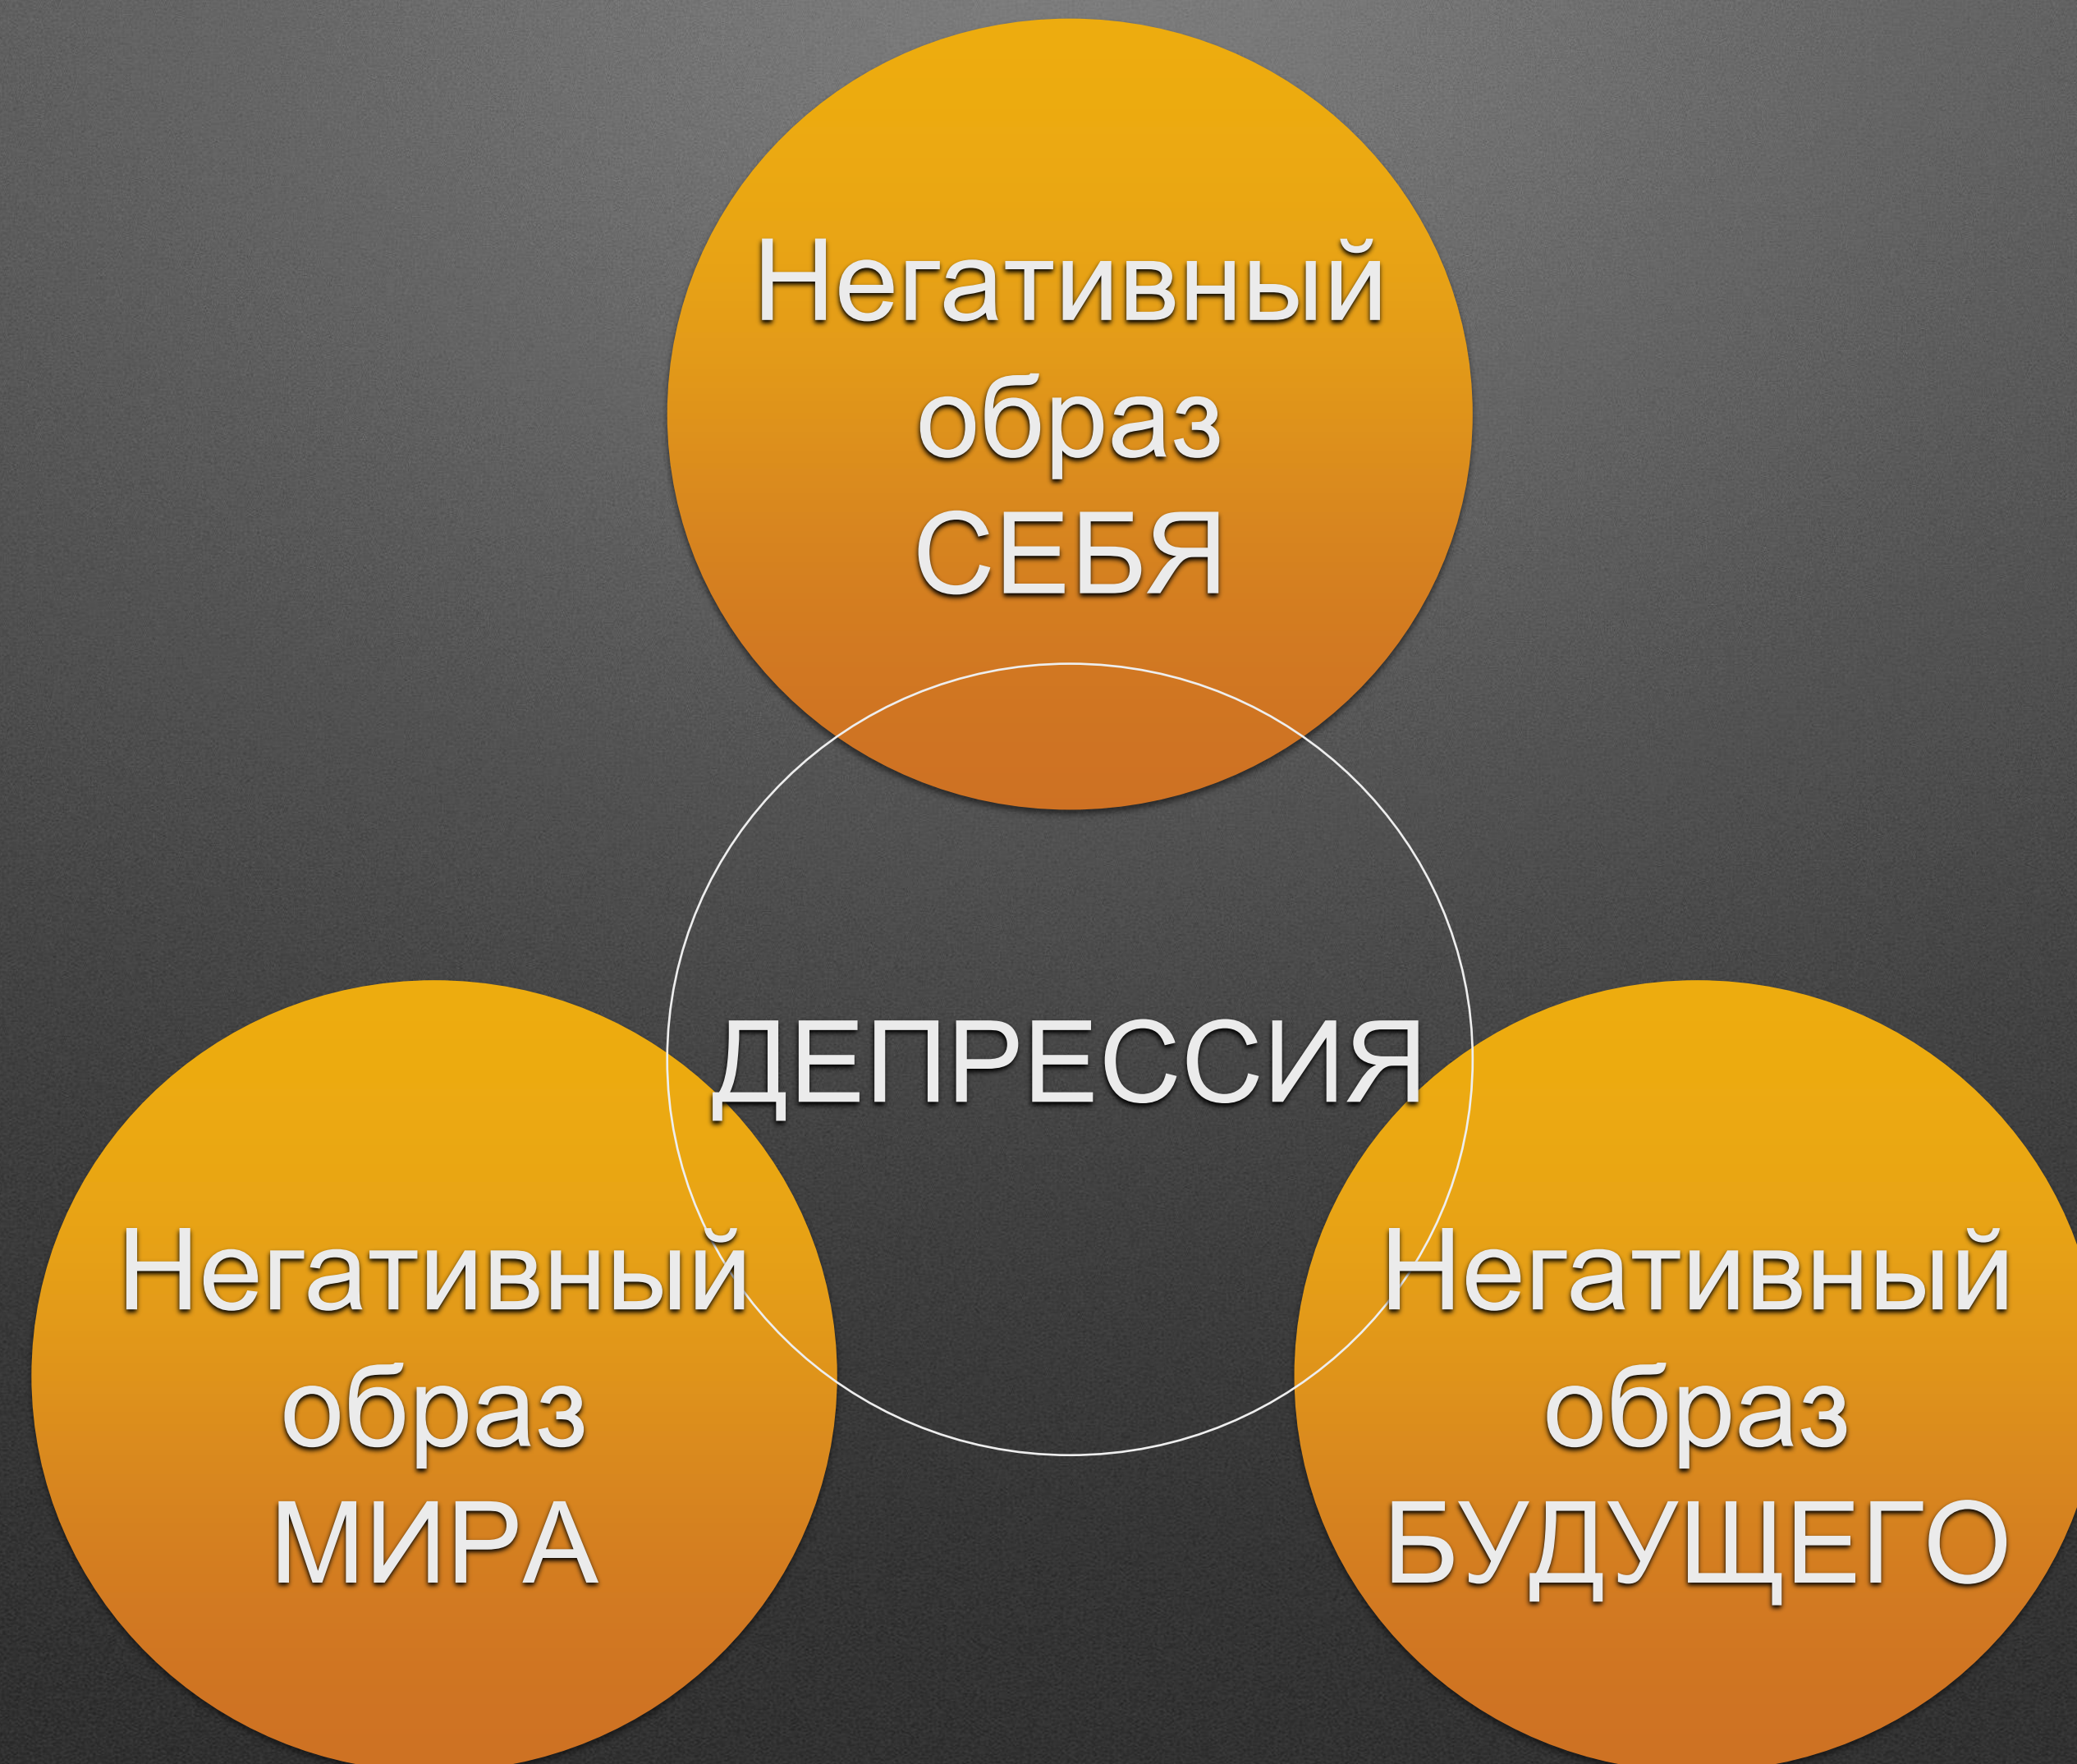 Негативный
образ
СЕБЯ
ДЕПРЕССИЯ
Негативный
образ
МИРА
Негативный
образ
БУДУЩЕГО